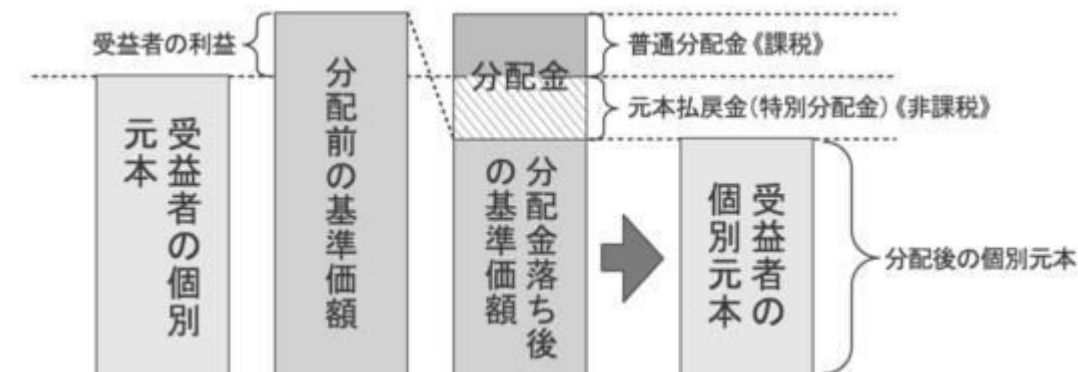 受益者の利益
受益者の個別
元本
分配前の基準価額
分配金
分配金落ち後
の基準価額
普通分配金《課税》
元本払戻金(特別分配金)《非課税》
受益者の
個別元本
分配後の個別元本